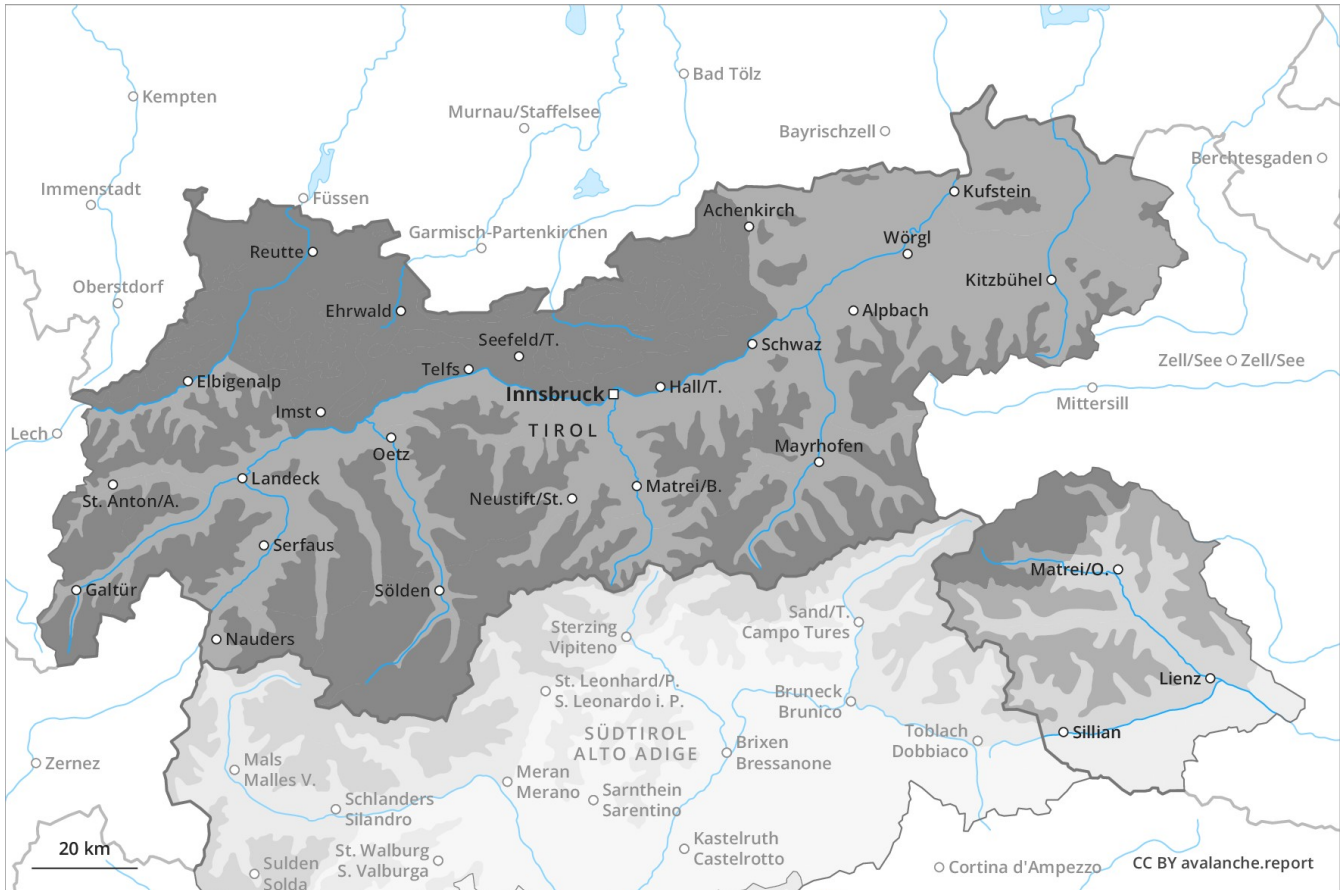 Kempten
Bad Tölz
Murnau/Staffelsee
Bayrischzell
Berchtesgaden
Immenstadt
Füssen
Kufstein
Achenkirch
Garmisch-Partenkirchen
Wörgl
Reutte
Oberstdorf
Kitzbühel
Ehrwald
Alpbach
Seefeld/T.
Schwaz
Zell/See
Zell/See
Telfs
Elbigenalp
Innsbruck
Hall/T.
Mittersill
Imst
Lech
TIROL
Oetz
Mayrhofen
Landeck
St. Anton/A.
Neustift/St.
Matrei/B.
Serfaus
Matrei/O.
Galtür
Sölden
Sand/T.
Campo Tures
Sterzing
Vipiteno
Nauders
Lienz
St. Leonhard/P.
S. Leonardo i. P.
Bruneck
Brunico
Toblach
Dobbiaco
Sillian
SÜDTIROL
ALTO ADIGE
Brixen
Bressanone
Zernez
Mals
Malles V.
Meran
Merano
Sarnthein
Sarentino
Schlanders
Silandro
20 km
St. Walburg
S. Valburga
Kastelruth
Castelrotto
Sulden
Solda
Cortina d'Ampezzo
CC BY avalanche.report